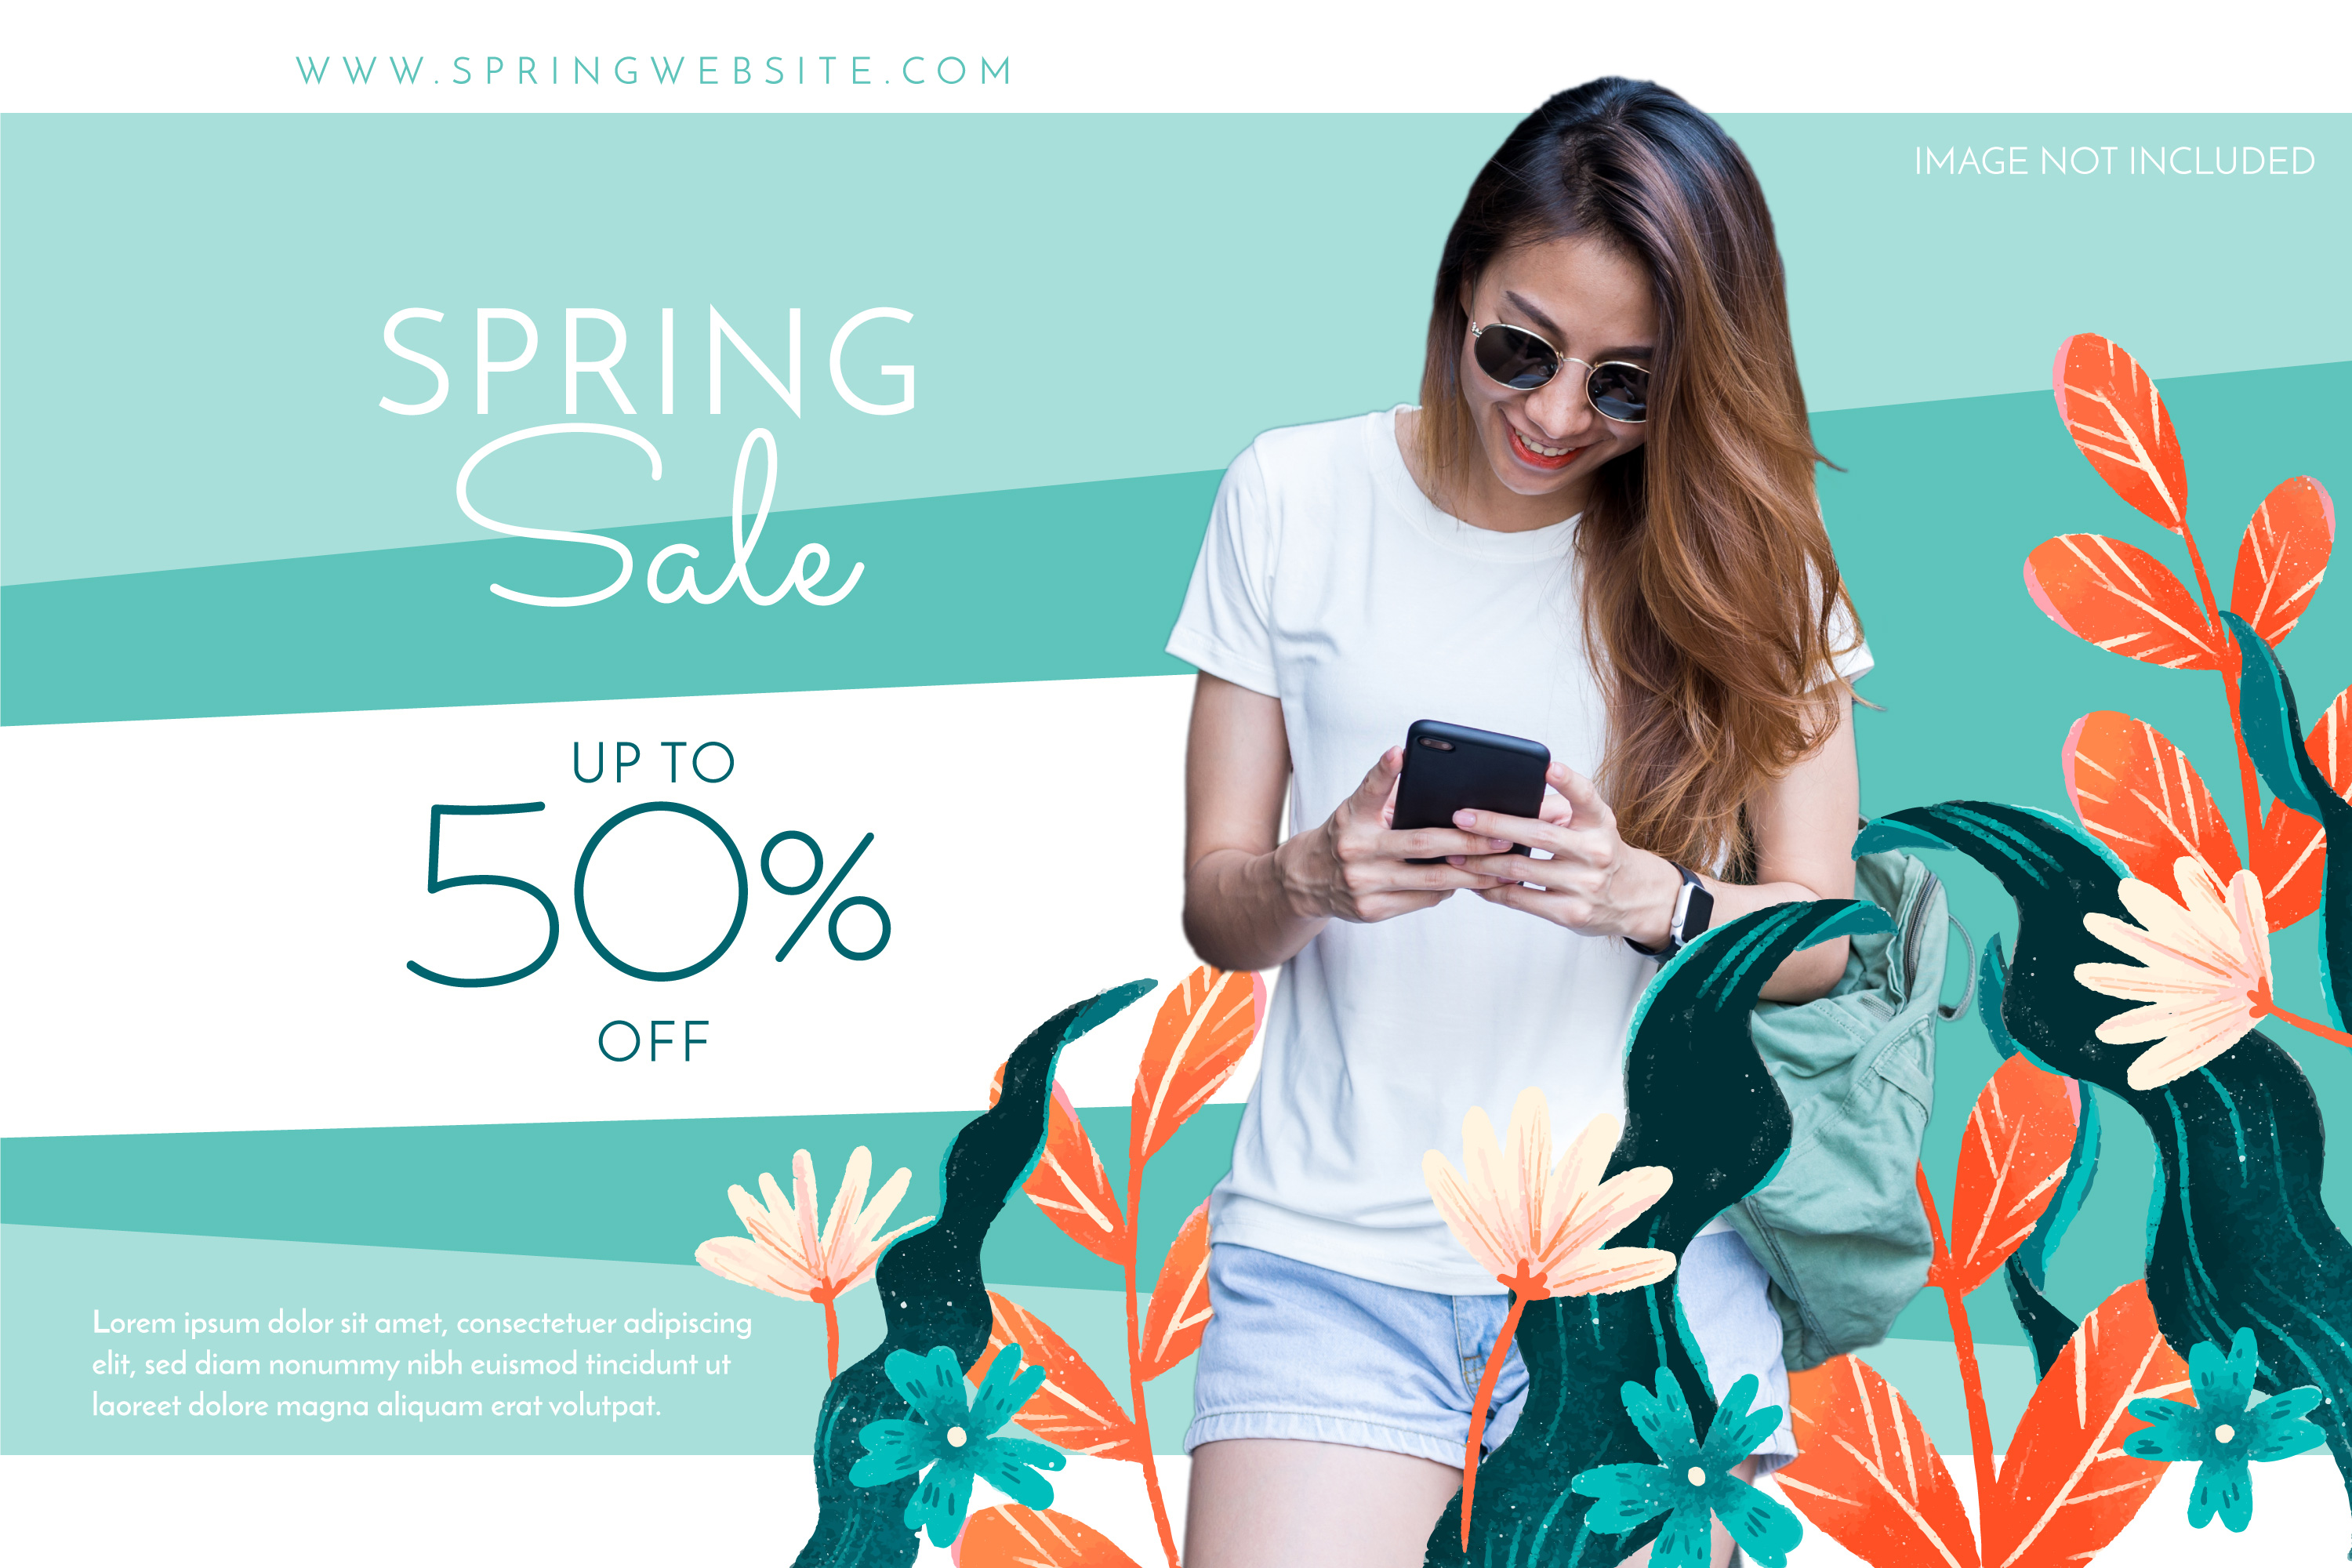 WWW.SPRINGWEBSITE.COM
IMAGE NOT INCLUDED
SPRING
Sale
UP TO
50%
OFF
Lorem ipsum dolor sit amet, consectetuer adipiscing
elit, sed diam nonummy nibh euismod tincidunt ut
laoreet dolore magna aliquam erat volutpat.